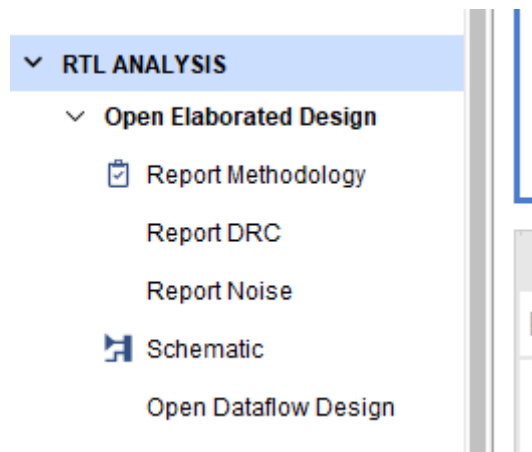 RTL ANALYSIS
Open Elaborated Design
Report Methodology
Report DRC
Report Noise
Schematic
Open Dataflow Design